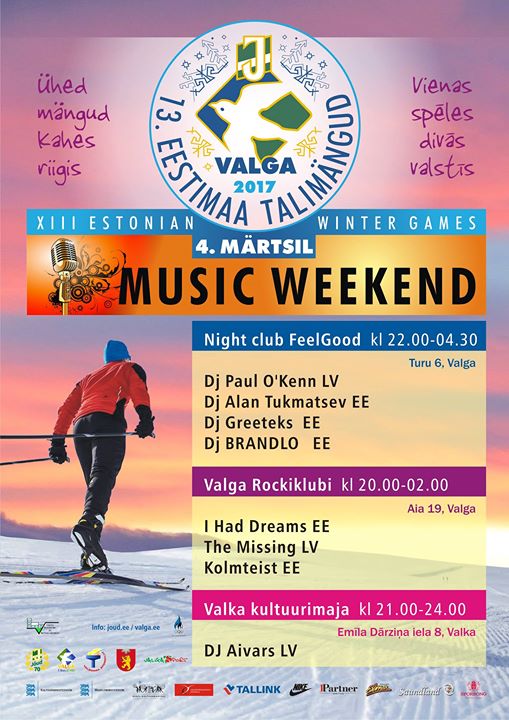 Ühed
mängud
kahes
riigis
J
13. EESTIMAA TALIMÄNGUD
VALGA
2017
Vienas
spēles
divās
valstīs
XIII ESTONIAN WINTER GAMES
4. MÄRTSIL
MUSIC WEEKEND
Night club FeelGood kl 22.00-04.30
Turu 6, Valga
Dj Paul O'Kenn LV
Dj Alan Tukmatsev EE
Dj Greeteks EE
Dj BRANDLO EE
Valga Rockiklubi kl 20.00-02.00
Aia 19, Valga
I Had Dreams EE
The Missing LV
Kolmteist EE
Valka kultuurimaja kl 21.00-24.00
Emīla Dārziņa iela 8, Valka
DJ Aivars LV
Info: joud.ee / valga.ee
Jõud
70
TALLINK
NIKE
Partner
Saundland